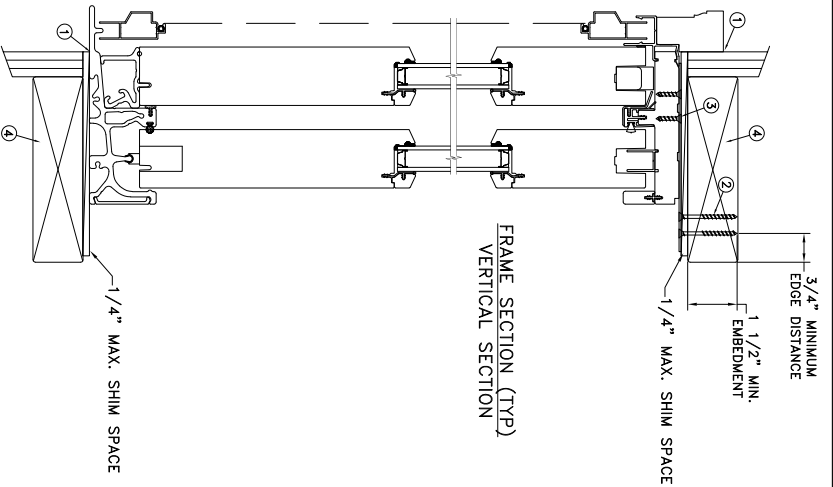 3/4" MINIMUM
EDGE DISTANCE
1 1/2" MIN.
EMBEDMENT
1/4" MAX. SHIM SPACE
1
3
4
2
FRAME SECTION (TYP)
VERTICAL SECTION
1
4
1/4" MAX. SHIM SPACE